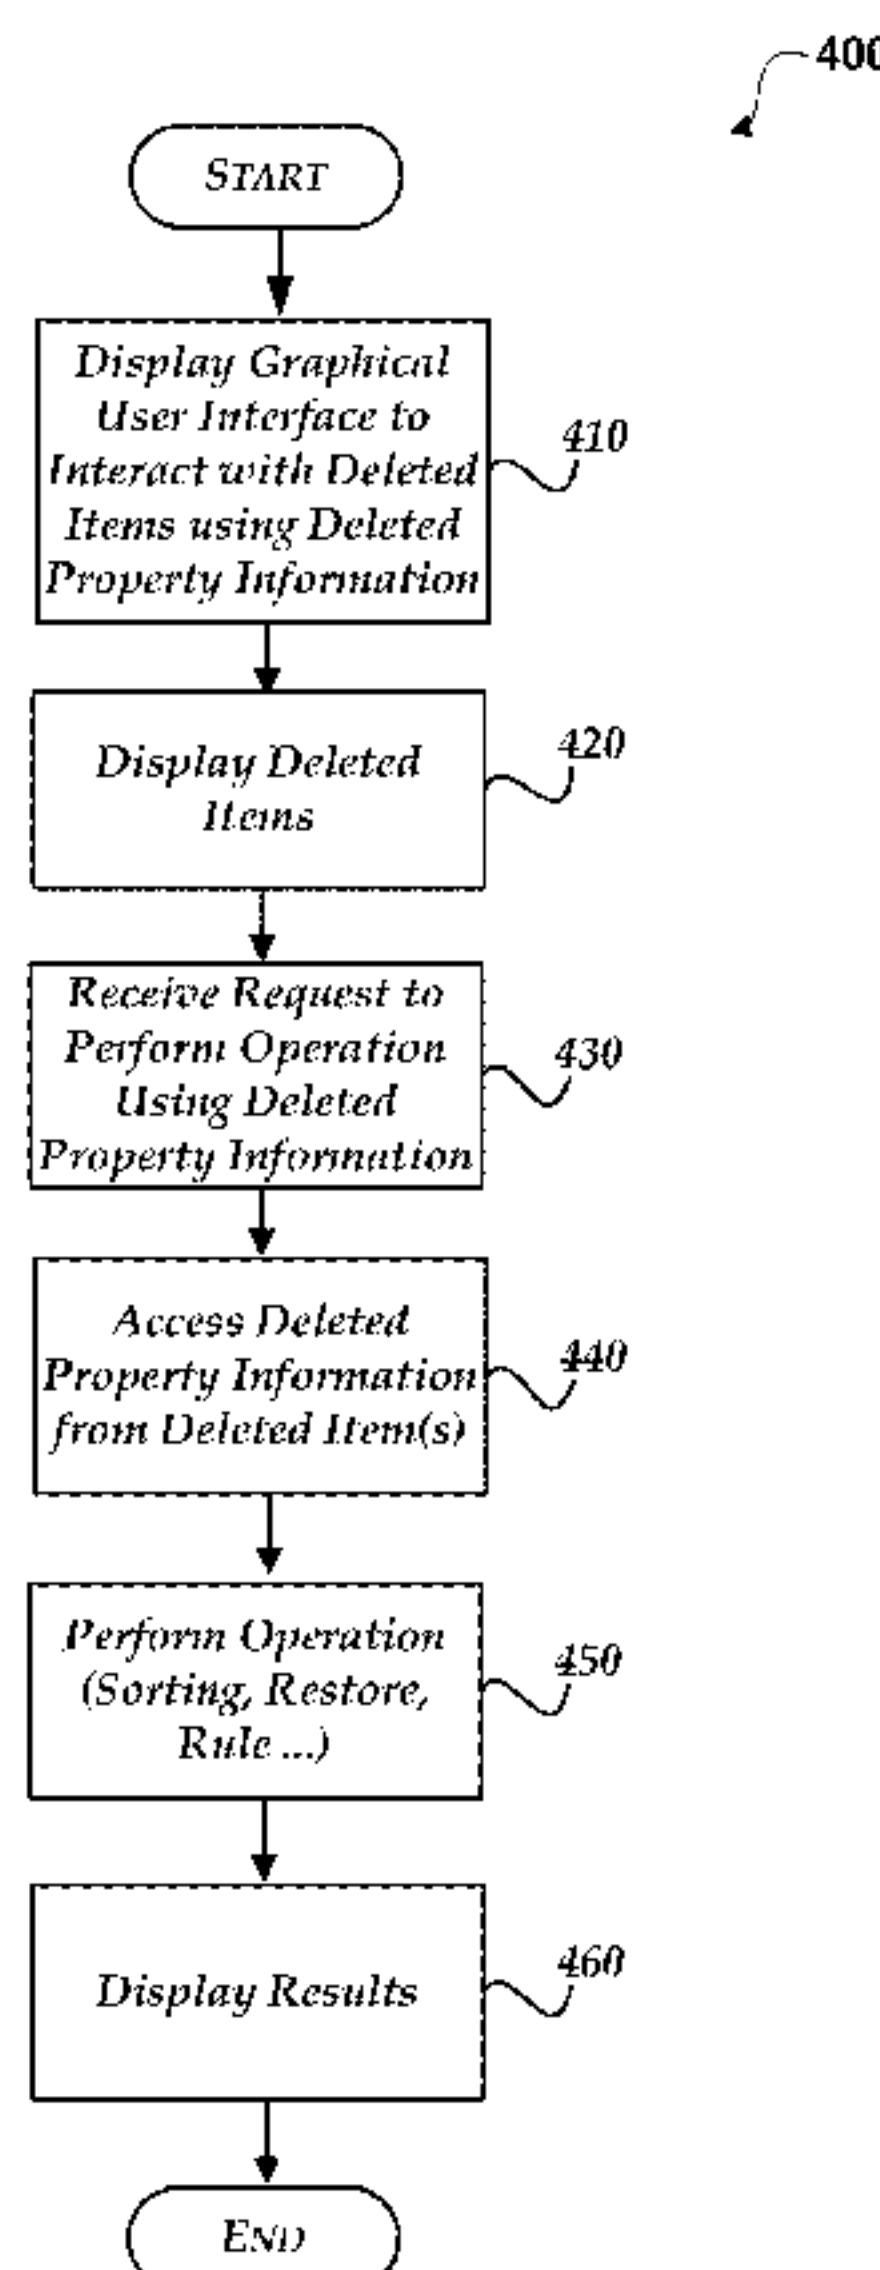 400
START
Display Graphical
User Interface to
Interact with Deleted
Items using Deleted
Property Information
410
Display Deleted
Items
420
Receive Request to
Perform Operation
Using Deleted
Property Information
430
Access Deleted
Property Information
from Deleted Item(s)
440
Perform Operation
(Sorting, Restore,
Rule ...)
450
Display Results
460
END